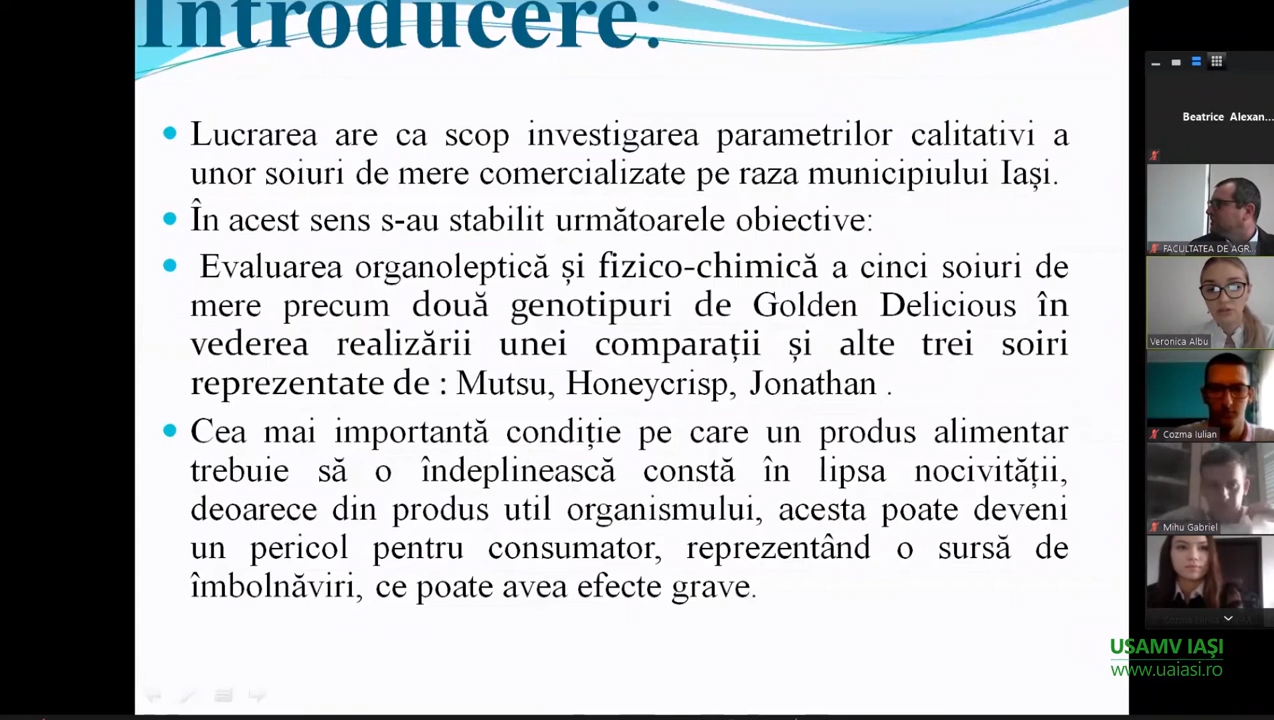 Introducere:
Lucrarea are ca scop investigarea parametrilor calitativi a
unor soiuri de mere comercializate pe raza municipiului Iași.
În acest sens s-au stabilit următoarele obiective:
Evaluarea organoleptică și fizico-chimică a cinci soiuri de
mere precum două genotipuri de Golden Delicious în
vederea realizării unei comparații și alte trei soiri
reprezentate de : Mutsu, Honeycrisp, Jonathan .
Cea mai importantă condiție pe care un produs alimentar
trebuie să o îndeplinească constă în lipsa nocivității,
deoarece din produs util organismului, acesta poate deveni
un pericol pentru consumator, reprezentând o sursă de
îmbolnăviri, ce poate avea efecte grave.
Beatrice Alexan...
FACULTATEA DE AGR...
Veronica Albu
Cozma Iulian
Mihu Gabriel
USAMV IAŞI
www.uaiasi.ro